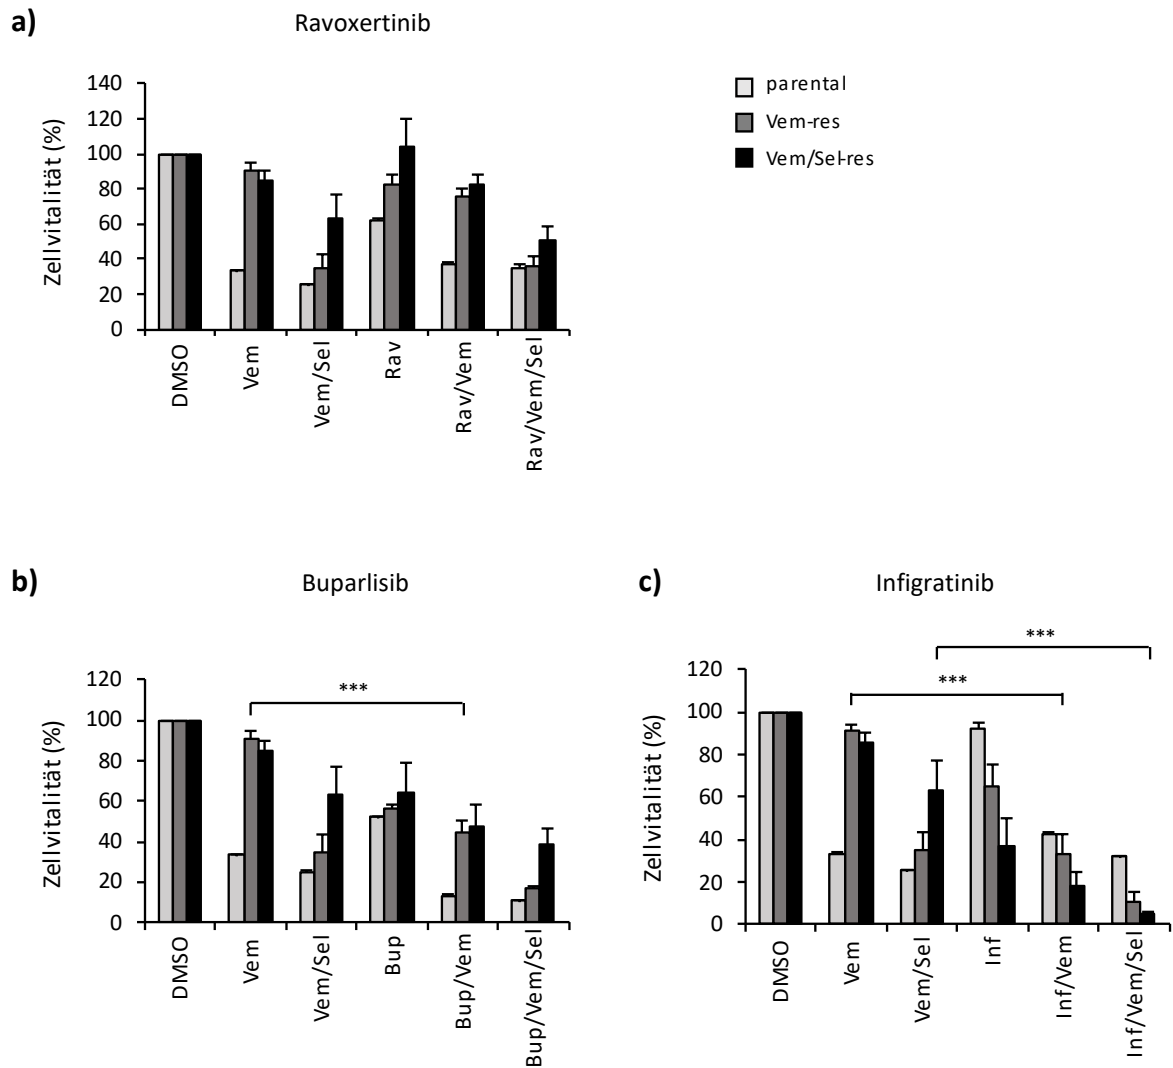 a)
Ravoxertinib
Zellvitalität (%)
140
120
100
80
60
40
20
0
DMSO
Vem
Vem/Sel
Rav
Rav/Vem
Rav/Vem/Sel
parental
Vem-res
Vem/Sel-res
b)
Buparlisib
Zellvitalität (%)
120
100
80
60
40
20
0
***
DMSO
Vem
Vem/Sel
Bup
Bup/Vem
Bup/Vem/Sel
c)
Infigratinib
Zellvitalität (%)
120
100
80
60
40
20
0
***
***
DMSO
Vem
Vem/Sel
Inf
Inf/Vem
Inf/Vem/Sel